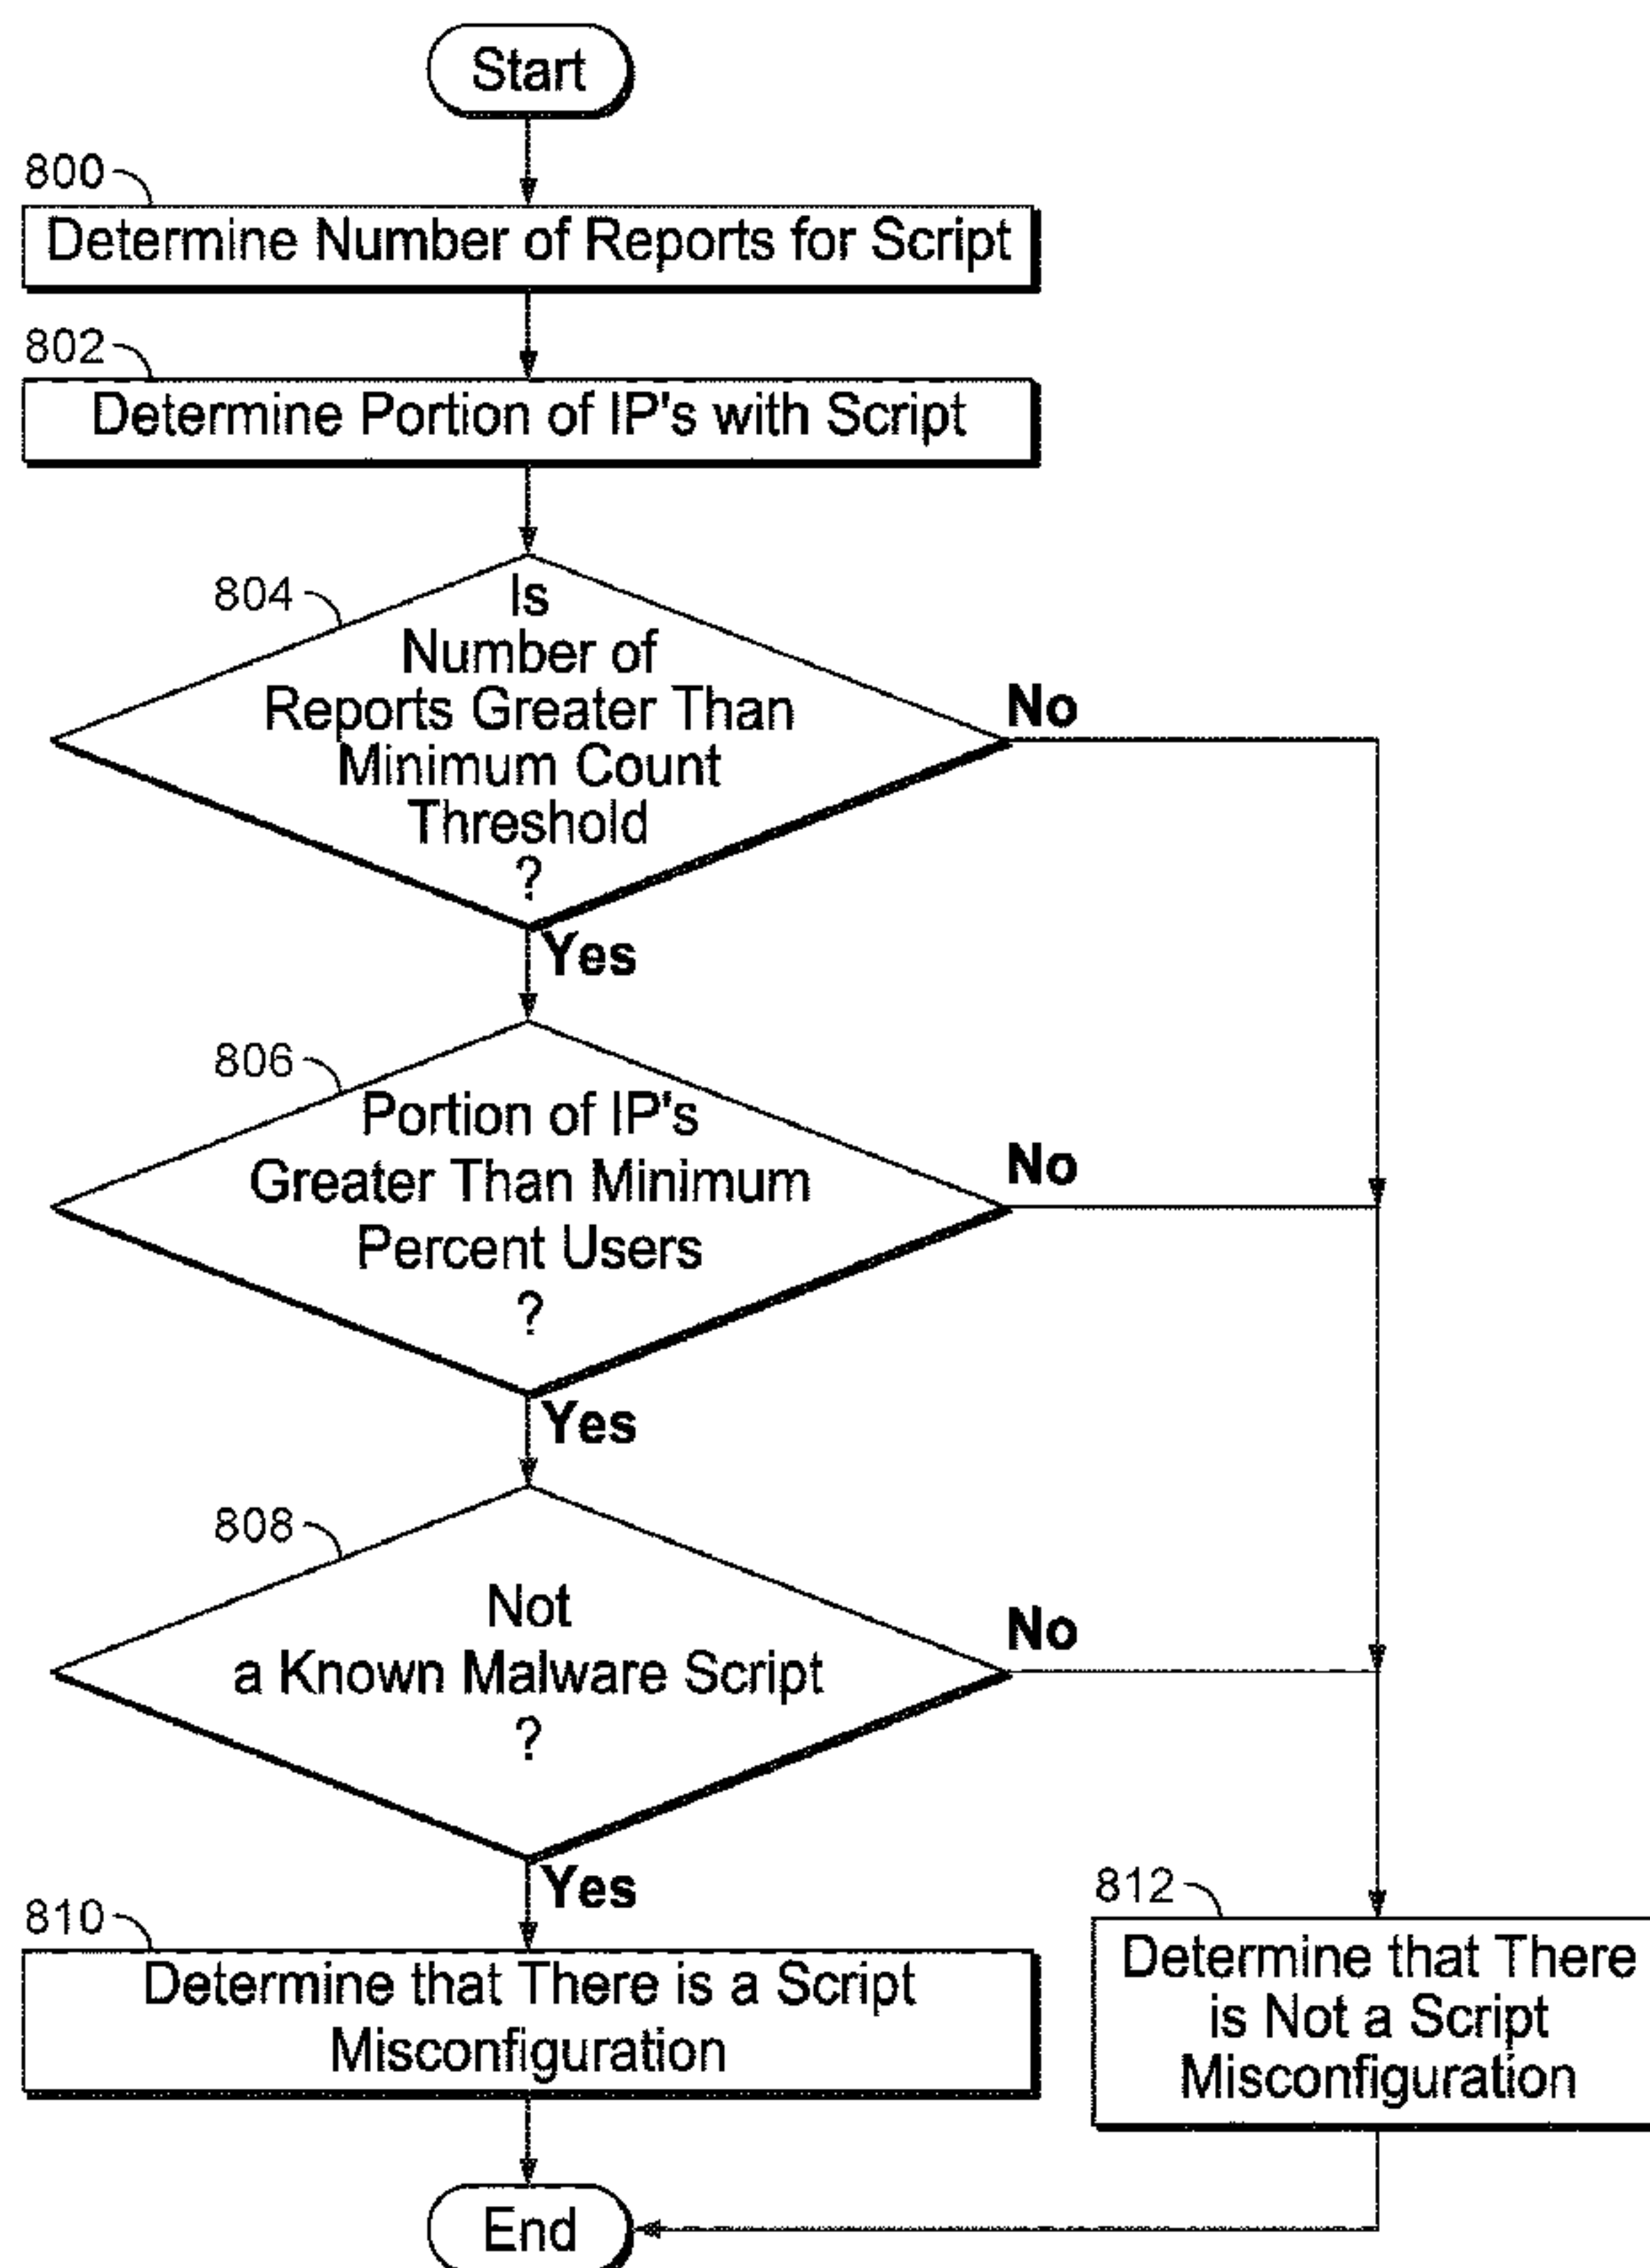 Start
800
Determine Number of Reports for Script
802
Determine Portion of IP's with Script
804
Is
Number of
Reports Greater Than
Minimum Count
Threshold
?
No
Yes
806
Portion of IP's
Greater Than Minimum
Percent Users
?
No
Yes
808
Not
a Known Malware Script
?
No
Yes
810
Determine that There is a Script
Misconfiguration
812
Determine that There
is Not a Script
Misconfiguration
End